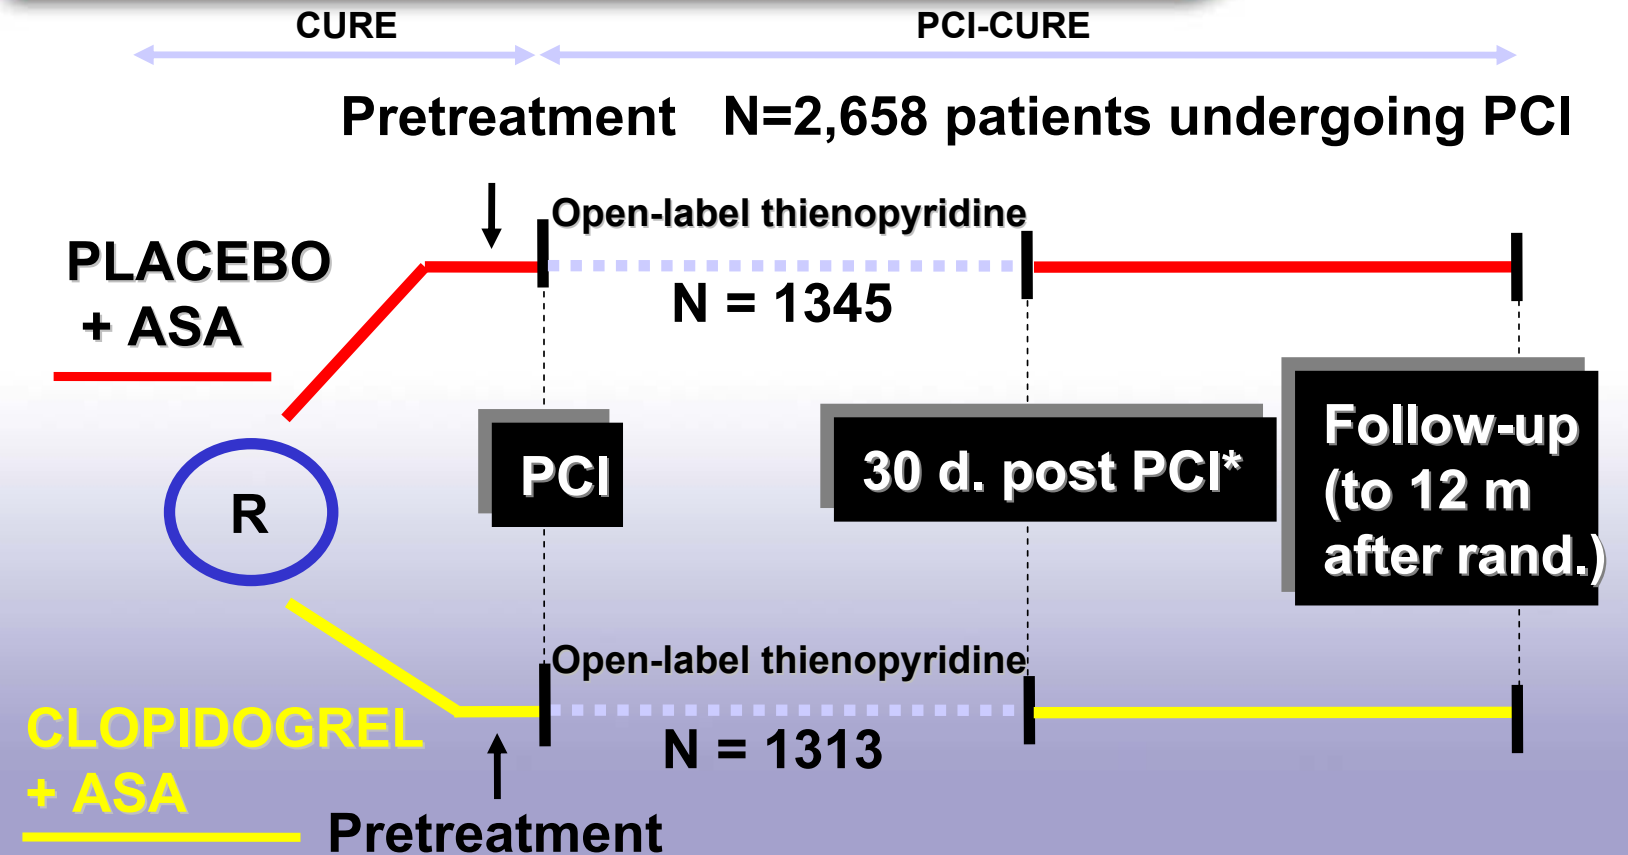 CURE
PCI-CURE
Pretreatment
N=2,658 patients undergoing PCI
Open-label thienopyridine
PLACEBO
+ ASA
N = 1345
PCI
30 d. post PCI*
Follow-up
(to 12 m
after rand.)
R
Open-label thienopyridine
CLOPIDOGREL
+ ASA
N = 1313
Pretreatment